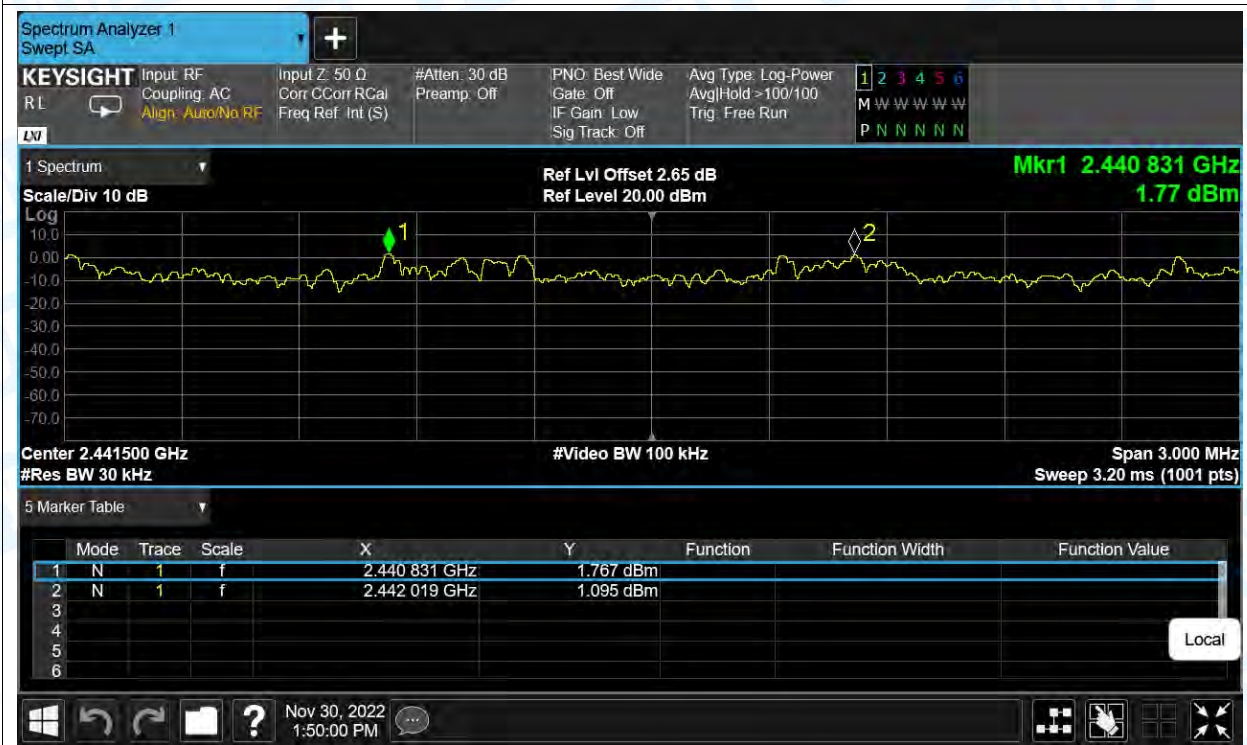 Spectrum Analyzer 1
Swept SA
+
KEYSIGHT Input: RF Input Z: 50 Ω #Atten: 30 dB PNO: Best Wide Avg Type: Log-Power 1 2 3 4 5 6
RL Coupling: AC Corr CCorr RCal Preamp: Off Gate: Off Avg|Hold >100/100 M W W W W W
Align: Auto/No RF Freq Ref: Int (S) IF Gain: Low Trig: Free Run
LXI Sig Track: Off P N N N N N
1 Spectrum Ref Lvl Offset 2.65 dB Mkr1 2.440 831 GHz
Scale/Div 10 dB Ref Level 20.00 dBm 1.77 dBm
Log
10.0
0.00
-10.0
-20.0
-30.0
-40.0
-50.0
-60.0
-70.0
1
2
Center 2.441500 GHz #Video BW 100 kHz Span 3.000 MHz
#Res BW 30 kHz Sweep 3.20 ms (1001 pts)
5 Marker Table
Mode Trace Scale X Y Function Function Width Function Value
1 N 1 f 2.440 831 GHz 1.767 dBm
2 N 1 f 2.442 019 GHz 1.095 dBm
3
4
5
6
Local
? Nov 30, 2022
1:50:00 PM